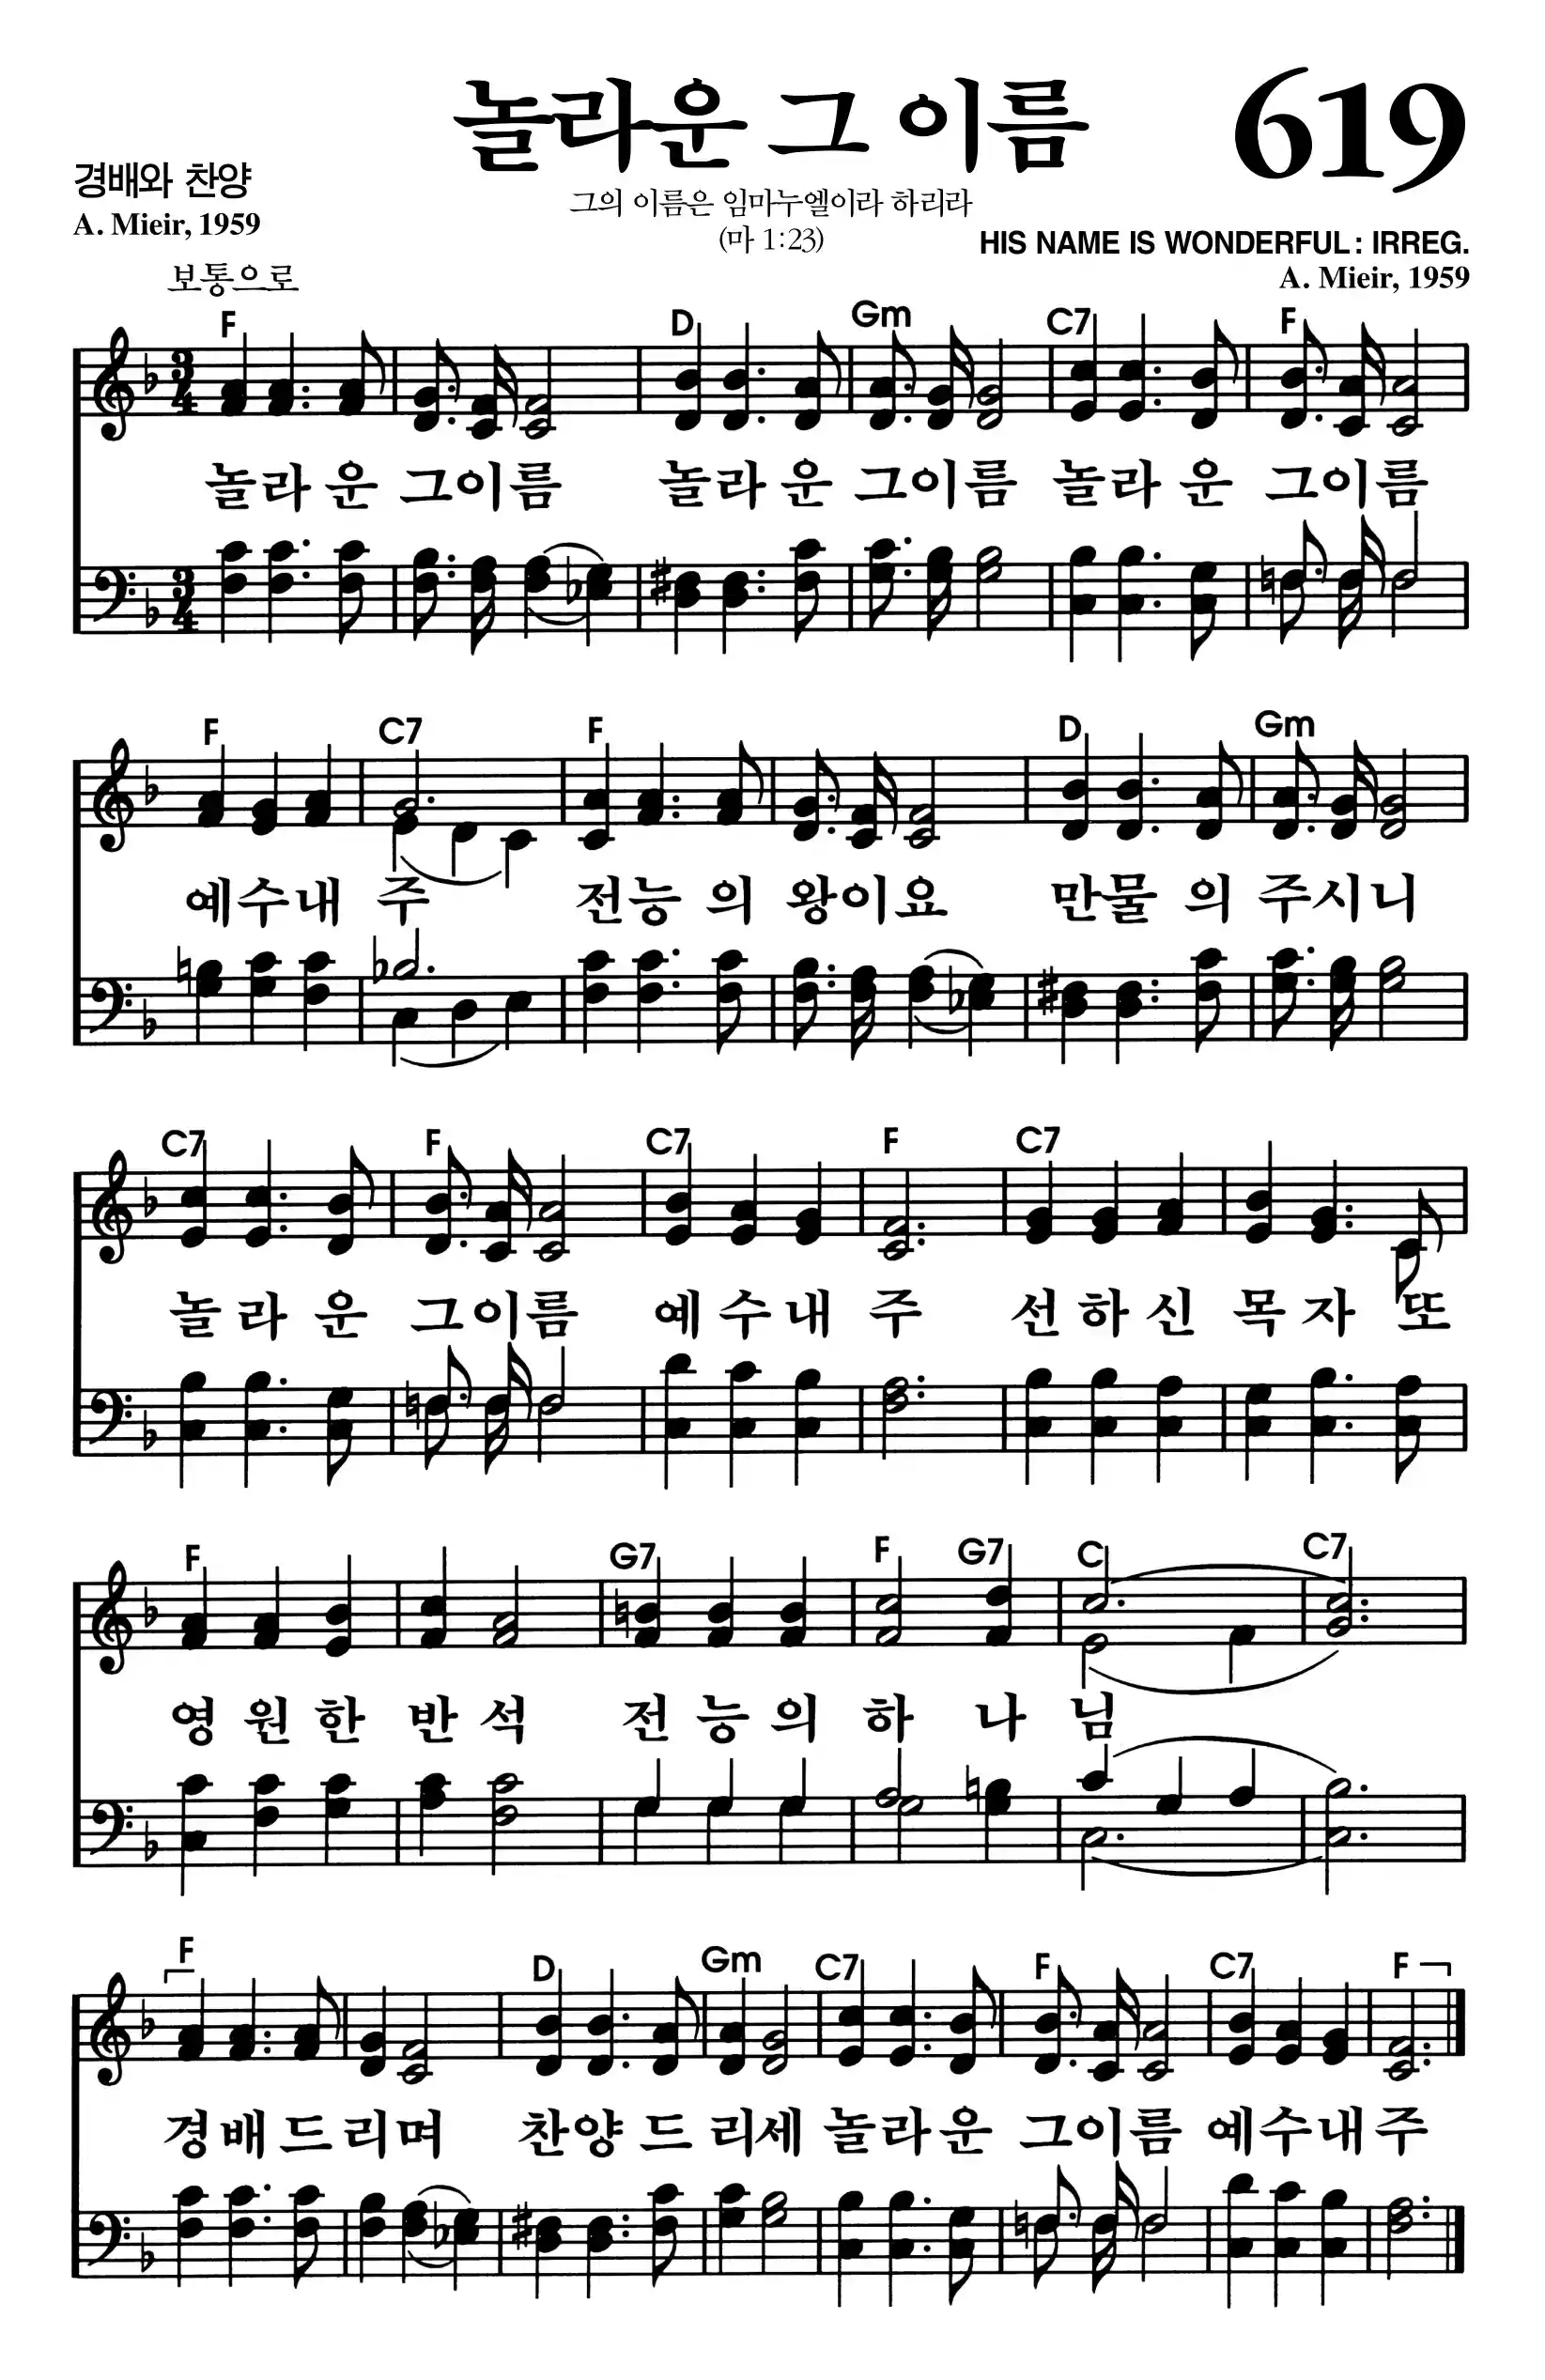 놀라운 그 이름 619
경배와 찬양
그의 이름은 임마누엘이라 하리라
A. Mieir, 1959
(마 1:23)
HIS NAME IS WONDERFUL: IRREG.
보통으로
A. Mieir, 1959
F D Gm C7 F
3/4
놀라 운 그이름 놀라 운 그이름 놀라 운 그이름
3/4
F C7 F D Gm
예수내 주 전능 의 왕이요 만물 의 주시니
C7 F C7 F C7
놀 라 운 그이름 예 수 내 주 선 하 신 목 자 또
F G7 F G7 C C7
영 원 한 반 석 전 능 의 하 나 님
F D Gm C7 F C7 F
경배드리며 찬양드 리세 놀라운 그이름 예수내주